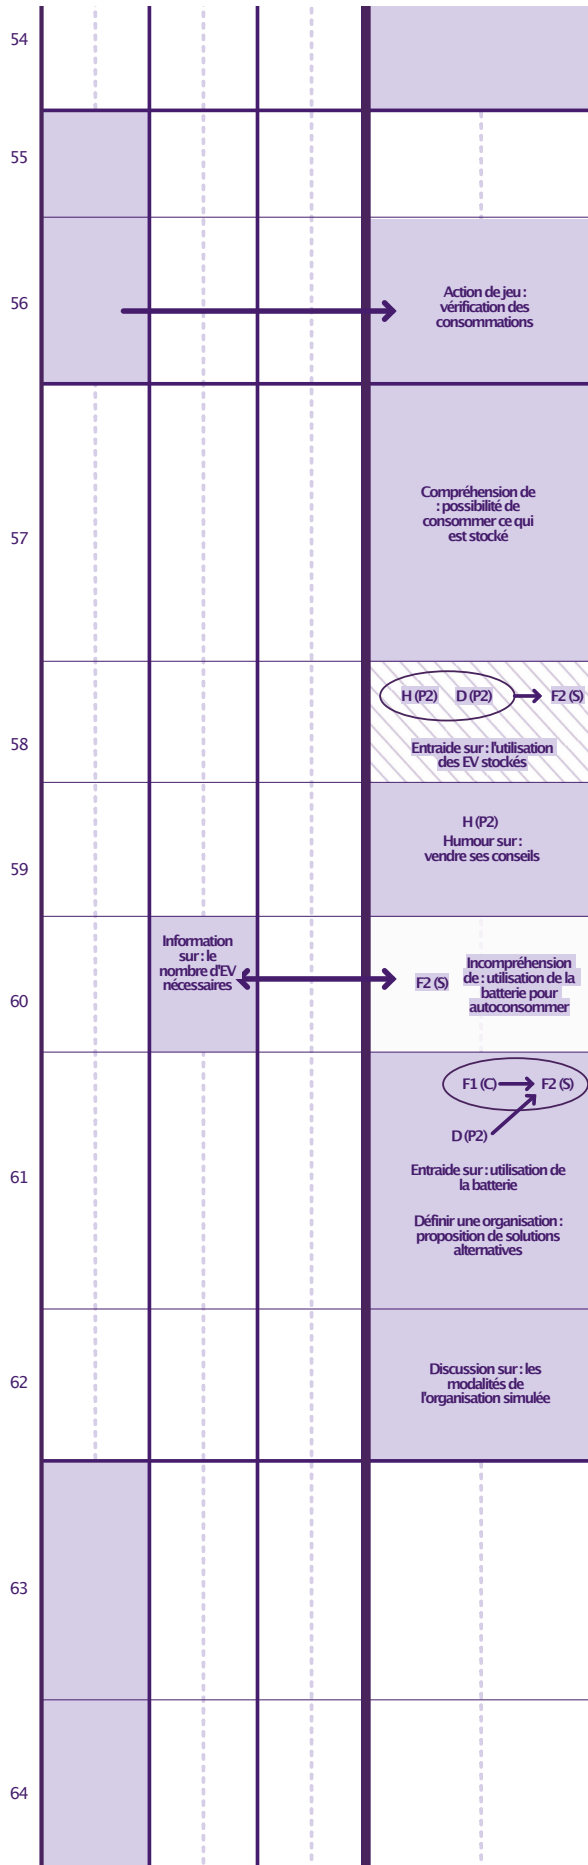 54
55
56
Action de jeu :
vérification des
consommations
57
Compréhension de
: possibilité de
consommer ce qui
est stocké
58
H (P2) D (P2) F2 (S)
Entraide sur : l'utilisation
des EV stockés
59
H (P2)
Humour sur :
vendre ses conseils
60
Information
sur : le
nombre d'EV
nécessaires
F2 (S)
Incompréhension
de : utilisation de la
batterie pour
autoconsommer
61
F1 (C) F2 (S)
D (P2)
Entraide sur : utilisation de
la batterie
Définir une organisation :
proposition de solutions
alternatives
62
Discussion sur : les
modalités de
l'organisation simulée
63
64